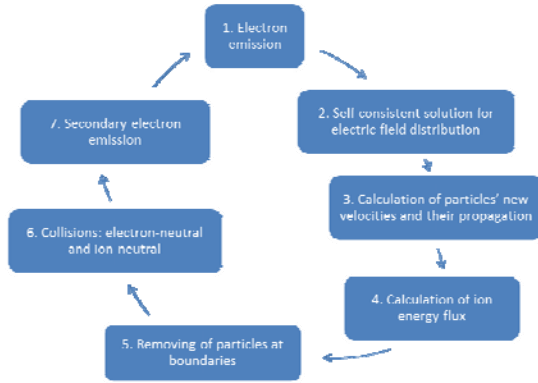 1. Electron
emission
2. Self consistent solution for
electric field distribution
3. Calculation of particles' new
velocities and their propagation
4. Calculation of ion
energy flux
5. Removing of particles at
boundaries
6. Collisions: electron-neutral
and ion neutral
7. Secondary electron
emission